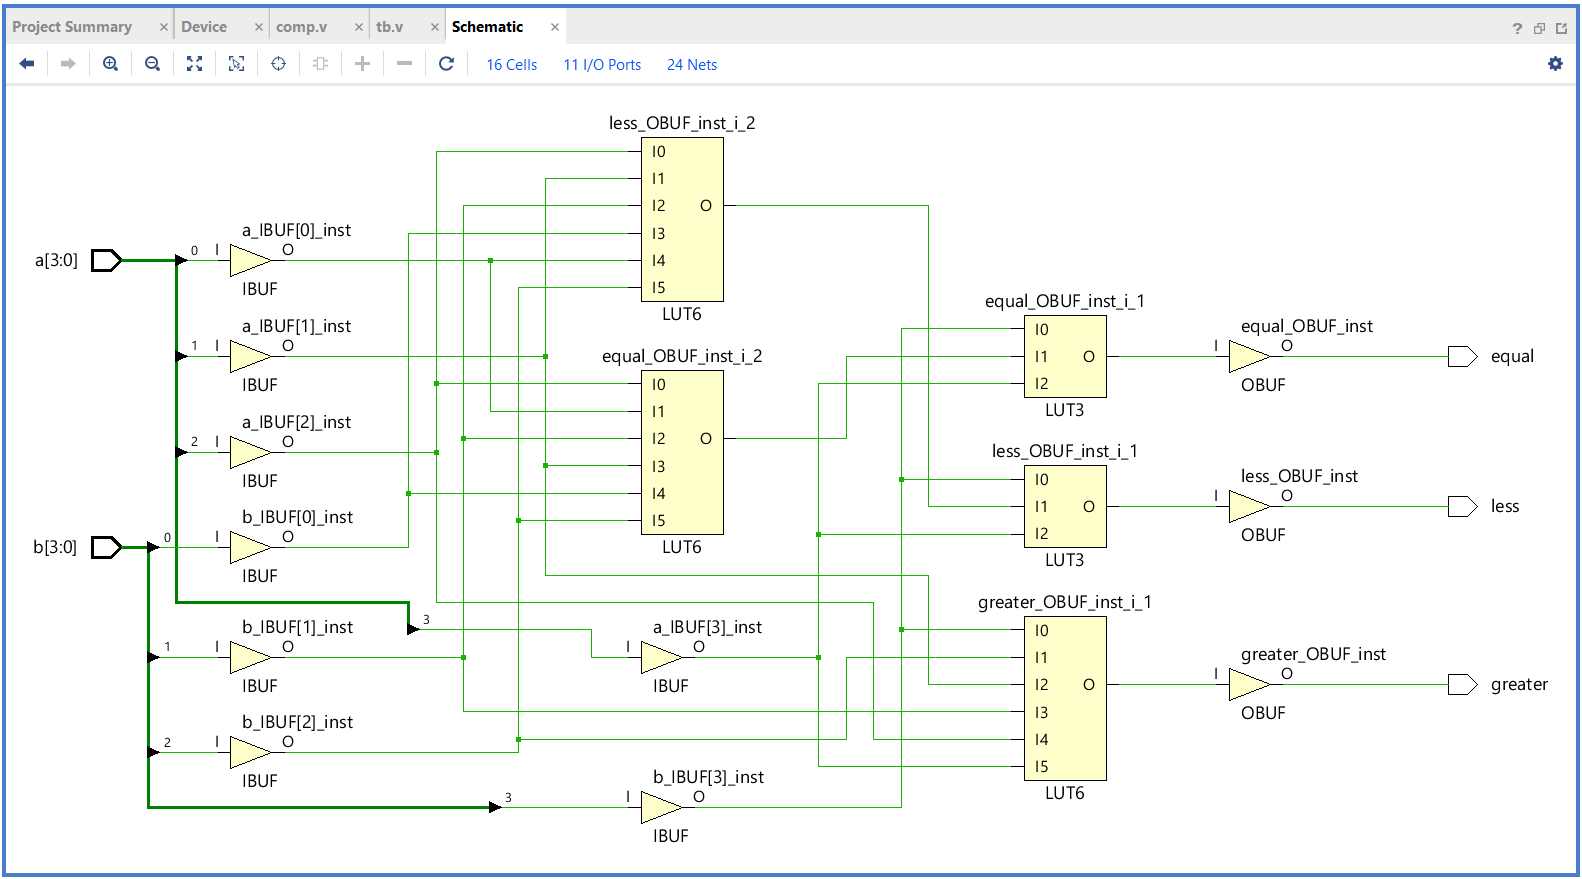 Project Summary × Device × comp.v × tb.v × Schematic × ?
16 Cells 11 I/O Ports 24 Nets
less_OBUF_inst_i_2
I0
I1
I2 O
I3
I4
I5
LUT6
a[3:0]
0 I a_IBUF[0]_inst O
IBUF
1 I a_IBUF[1]_inst O
IBUF
2 I a_IBUF[2]_inst O
IBUF
b[3:0]
0 I b_IBUF[0]_inst O
IBUF
1 I b_IBUF[1]_inst O
IBUF
2 I b_IBUF[2]_inst O
IBUF
equal_OBUF_inst_i_2
I0
I1
I2 O
I3
I4
I5
LUT6
3 I a_IBUF[3]_inst O
IBUF
3 I b_IBUF[3]_inst O
IBUF
equal_OBUF_inst_i_1
I0
I1 O
I2
LUT3
less_OBUF_inst_i_1
I0
I1 O
I2
LUT3
greater_OBUF_inst_i_1
I0
I1
I2 O
I3
I4
I5
LUT6
equal_OBUF_inst
I O
OBUF
equal
less_OBUF_inst
I O
OBUF
less
greater_OBUF_inst
I O
OBUF
greater